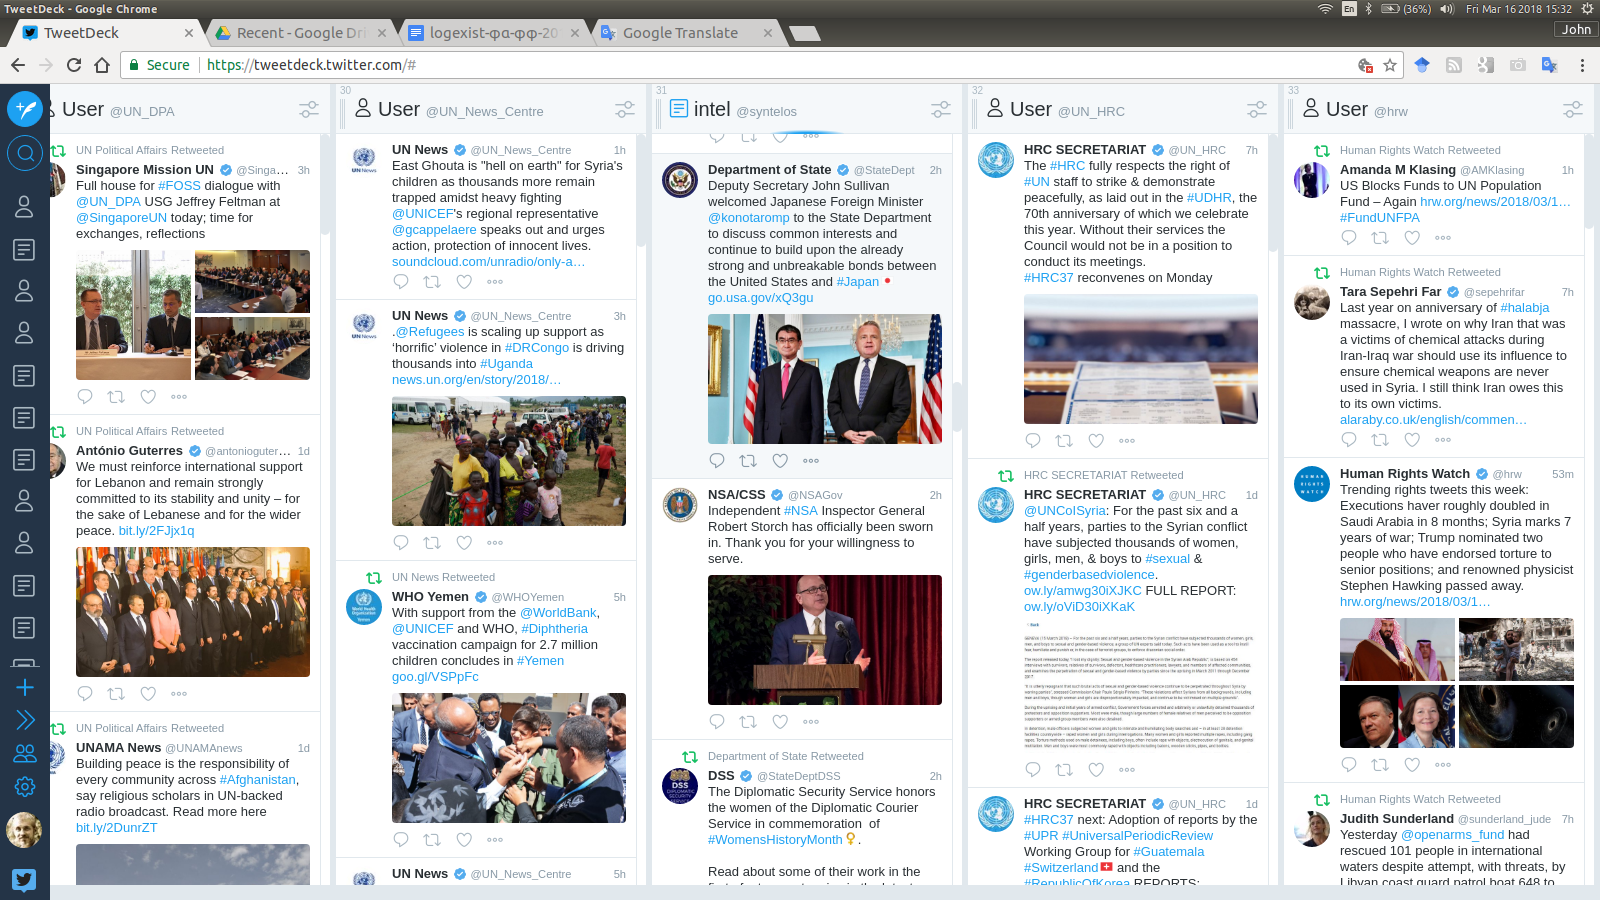 TweetDeck - Google Chrome
En (36%) Fri Mar 16 2018 15:32
TweetDeck
Recent - Google Dri
logexist-φα-φφ-20
Google Translate
John
Secure https://tweetdeck.twitter.com/#
User @UN_DPA
UN Political Affairs Retweeted
Singapore Mission UN @Singa... 3h
Full house for #FOSS dialogue with
@UN_DPA USG Jeffrey Feltman at
@SingaporeUN today; time for
exchanges, reflections
UN Political Affairs Retweeted
António Guterres @antonioguter... 1d
We must reinforce international support
for Lebanon and remain strongly
committed to its stability and unity – for
the sake of Lebanese and for the wider
peace. bit.ly/2FJjx1q
UN Political Affairs Retweeted
UNAMA News @UNAMAnews 1d
Building peace is the responsibility of
every community across #Afghanistan,
say religious scholars in UN-backed
radio broadcast. Read more here
bit.ly/2DunrZT
30
User @UN_News_Centre
UN News @UN_News_Centre 1h
East Ghouta is "hell on earth" for Syria's
children as thousands more remain
trapped amidst heavy fighting
@UNICEF's regional representative
@gcappelaere speaks out and urges
action, protection of innocent lives.
soundcloud.com/unradio/only-a…
UN News @UN_News_Centre 3h
.@Refugees is scaling up support as
‘horrific’ violence in #DRCongo is driving
thousands into #Uganda
news.un.org/en/story/2018/…
UN News Retweeted
WHO Yemen @WHOYemen 5h
With support from the @WorldBank,
@UNICEF and WHO, #Diphtheria
vaccination campaign for 2.7 million
children concludes in #Yemen
goo.gl/VSPpFc
UN News @UN_News_Centre 5h
31
intel @syntelos
Department of State @StateDept 2h
Deputy Secretary John Sullivan
welcomed Japanese Foreign Minister
@konotaromp to the State Department
to discuss common interests and
continue to build upon the already
strong and unbreakable bonds between
the United States and #Japan
go.usa.gov/xQ3gu
NSA/CSS @NSAGov 2h
Independent #NSA Inspector General
Robert Storch has officially been sworn
in. Thank you for your willingness to
serve.
Department of State Retweeted
DSS @StateDeptDSS 2h
The Diplomatic Security Service honors
the women of the Diplomatic Courier
Service in commemoration of
#WomensHistoryMonth.
Read about some of their work in the
32
User @UN_HRC
HRC SECRETARIAT @UN_HRC 7h
The #HRC fully respects the right of
#UN staff to strike & demonstrate
peacefully, as laid out in the #UDHR, the
70th anniversary of which we celebrate
this year. Without their services the
Council would not be in a position to
conduct its meetings.
#HRC37 reconvenes on Monday
HRC SECRETARIAT Retweeted
HRC SECRETARIAT @UN_HRC 1d
@UNCoISyria: For the past six and a
half years, parties to the Syrian conflict
have subjected thousands of women,
girls, men, & boys to #sexual &
#genderbasedviolence.
ow.ly/amwg30iXJKC FULL REPORT:
ow.ly/oViD30iXKaK
HRC SECRETARIAT @UN_HRC 1d
#HRC37 next: Adoption of reports by the
#UPR #UniversalPeriodicReview
Working Group for #Guatemala
#Switzerland and the
#RepublicOfKorea REPORTS:
33
User @hrw
Human Rights Watch Retweeted
Amanda M Klasing @AMKlasing 1h
US Blocks Funds to UN Population
Fund – Again hrw.org/news/2018/03/1…
#FundUNFPA
Human Rights Watch Retweeted
Tara Sepehri Far @sepehrifar 7h
Last year on anniversary of #halabja
massacre, I wrote on why Iran that was
a victims of chemical attacks during
Iran-Iraq war should use its influence to
ensure chemical weapons are never
used in Syria. I still think Iran owes this
to its own victims.
alaraby.co.uk/english/commen…
Human Rights Watch @hrw 53m
Trending rights tweets this week:
Executions haver roughly doubled in
Saudi Arabia in 8 months; Syria marks 7
years of war; Trump nominated two
people who have endorsed torture to
senior positions; and renowned physicist
Stephen Hawking passed away.
hrw.org/news/2018/03/1…
Human Rights Watch Retweeted
Judith Sunderland @sunderland_jude 7h
Yesterday @openarms_fund had
rescued 101 people in international
waters despite attempt, with threats, by
Libyan coast guard patrol boat 648 to